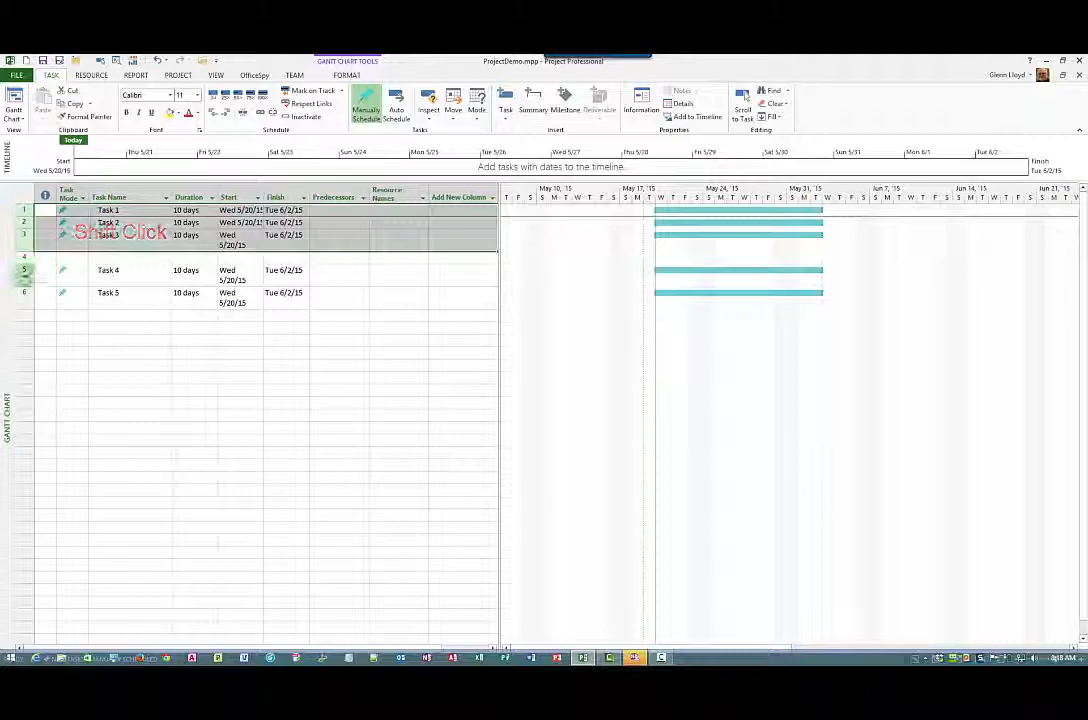 GANTT CHART TOOLS
ProjectDemo.mpp - Project Professional
FILE TASK RESOURCE REPORT PROJECT VIEW OfficeSpy TEAM FORMAT
Glenn Lloyd
Gantt Chart
View
Paste
Cut
Copy
Format Painter
Clipboard
Calibri 11
B I U
Font
Mark on Track
Respect Links
Inactivate
Schedule
Manually Schedule
Auto Schedule
Inspect
Move
Mode
Tasks
Task
Summary
Milestone
Deliverable
Insert
Information
Notes
Details
Add to Timeline
Properties
Scroll to Task
Find
Clear
Fill
Editing
TIMELINE
Today
Start
Wed 5/20/15
Thu 5/21 Fri 5/22 Sat 5/23 Sun 5/24 Mon 5/25 Tue 5/26 Wed 5/27 Thu 5/28 Fri 5/29 Sat 5/30 Sun 5/31 Mon 6/1 Tue 6/2
Add tasks with dates to the timeline
Finish
Tue 6/2/15
Task Mode Task Name Duration Start Finish Predecessors Resource Names Add New Column
May 10, '15 May 17, '15 May 24, '15 May 31, '15 Jun 7, '15 Jun 14, '15 Jun 21, '15
1 Task 1 10 days Wed 5/20/15 Tue 6/2/15
2 Task 2 10 days Wed 5/20/15 Tue 6/2/15
3 Task 3 10 days Wed 5/20/15 Tue 6/2/15
Shift Click
4
5 Task 4 10 days Wed 5/20/15 Tue 6/2/15
6 Task 5 10 days Wed 5/20/15 Tue 6/2/15
GANTT CHART
8:18 AM